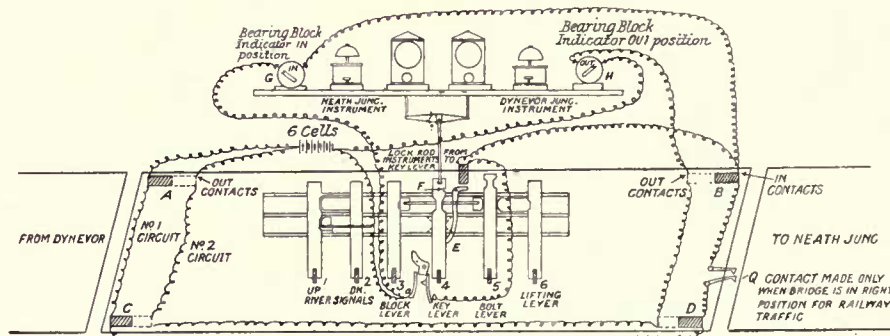 Bearing Block
Indicator IN
position
Bearing Block
Indicator OUT position
G
IN
OUT
H
NEATH JUNC.
INSTRUMENT
DYNEVOR JUNC.
INSTRUMENT
6 Cells
LOCK ROD FROM
INSTRUMENTS TO
KEY LEVER
F
A
OUT
CONTACTS
OUT
CONTACTS
B
IN
CONTACTS
E
No 1
CIRCUIT
No 2
CIRCUIT
FROM DYNEVOR
TO NEATH JUNC
a
1
2
3
4
5
6
UP
RIVER
DN.
SIGNALS
BLOCK
LEVER
KEY
LEVER
BOLT
LEVER
LIFTING
LEVER
Q CONTACT MADE ONLY
WHEN BRIDGE IS IN RIGHT
POSITION FOR RAILWAY
TRAFFIC
C
D